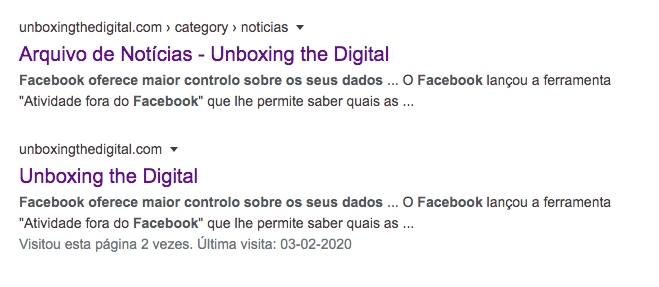 unboxingthedigital.com › category › noticias
Arquivo de Notícias - Unboxing the Digital
Facebook oferece maior controlo sobre os seus dados ... O Facebook lançou a ferramenta
"Atividade fora do Facebook" que lhe permite saber quais as ...
unboxingthedigital.com
Unboxing the Digital
Facebook oferece maior controlo sobre os seus dados ... O Facebook lançou a ferramenta
"Atividade fora do Facebook" que lhe permite saber quais as ...
Visitou esta página 2 vezes. Última visita: 03-02-2020